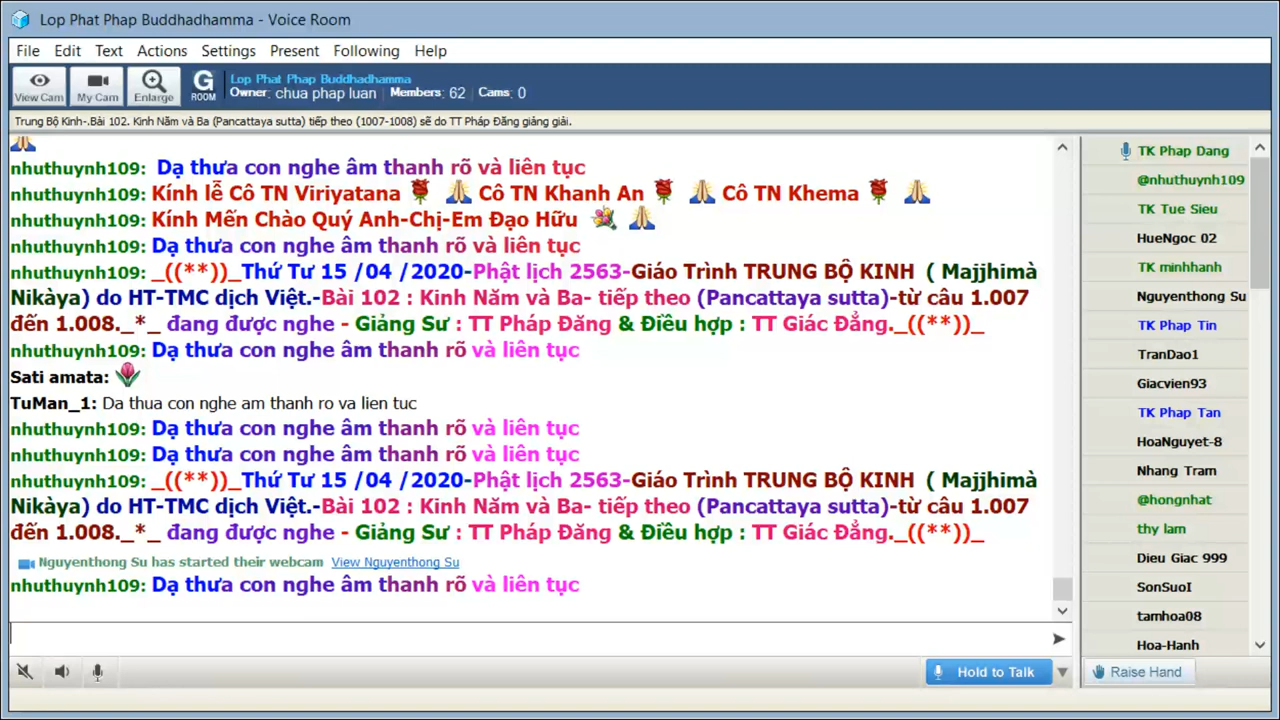 Lop Phat Phap Buddhadhamma - Voice Room
File Edit Text Actions Settings Present Following Help
View Cam My Cam Enlarge G ROOM
Lop Phat Phap Buddhadhamma
Owner: chua phap luan Members: 62 Cams: 0
Trung Bộ Kinh-.Bài 102. Kinh Năm và Ba (Pancattaya sutta) tiếp theo (1007-1008) sẽ do TT Pháp Đăng giảng giải.
nhuthuynh109: Dạ thưa con nghe âm thanh rõ và liên tục
nhuthuynh109: Kính lễ Cô TN Viriyatana Cô TN Khanh An Cô TN Khema
nhuthuynh109: Kính Mến Chào Quý Anh-Chị-Em Đạo Hữu
nhuthuynh109: Dạ thưa con nghe âm thanh rõ và liên tục
nhuthuynh109: _((**))_Thứ Tư 15 /04 /2020-Phật lịch 2563-Giáo Trình TRUNG BỘ KINH ( Majjhimà
Nikàya) do HT-TMC dịch Việt.-Bài 102 : Kinh Năm và Ba- tiếp theo (Pancattaya sutta)-từ câu 1.007
đến 1.008._*_ đang được nghe - Giảng Sư : TT Pháp Đăng & Điều hợp : TT Giác Đẳng._((**))_
nhuthuynh109: Dạ thưa con nghe âm thanh rõ và liên tục
Sati amata:
TuMan_1: Da thua con nghe am thanh ro va lien tuc
nhuthuynh109: Dạ thưa con nghe âm thanh rõ và liên tục
nhuthuynh109: Dạ thưa con nghe âm thanh rõ và liên tục
nhuthuynh109: _((**))_Thứ Tư 15 /04 /2020-Phật lịch 2563-Giáo Trình TRUNG BỘ KINH ( Majjhimà
Nikàya) do HT-TMC dịch Việt.-Bài 102 : Kinh Năm và Ba- tiếp theo (Pancattaya sutta)-từ câu 1.007
đến 1.008._*_ đang được nghe - Giảng Sư : TT Pháp Đăng & Điều hợp : TT Giác Đẳng._((**))_
Nguyenthong Su has started their webcam View Nguyenthong Su
nhuthuynh109: Dạ thưa con nghe âm thanh rõ và liên tục
Hold to Talk
TK Phap Dang
@nhuthuynh109
TK Tue Sieu
HueNgoc 02
TK minhhanh
Nguyenthong Su
TK Phap Tin
TranDao1
Giacvien93
TK Phap Tan
HoaNguyet-8
Nhang Tram
@hongnhat
thy lam
Dieu Giac 999
SonSuoI
tamhoa08
Hoa-Hanh
Raise Hand